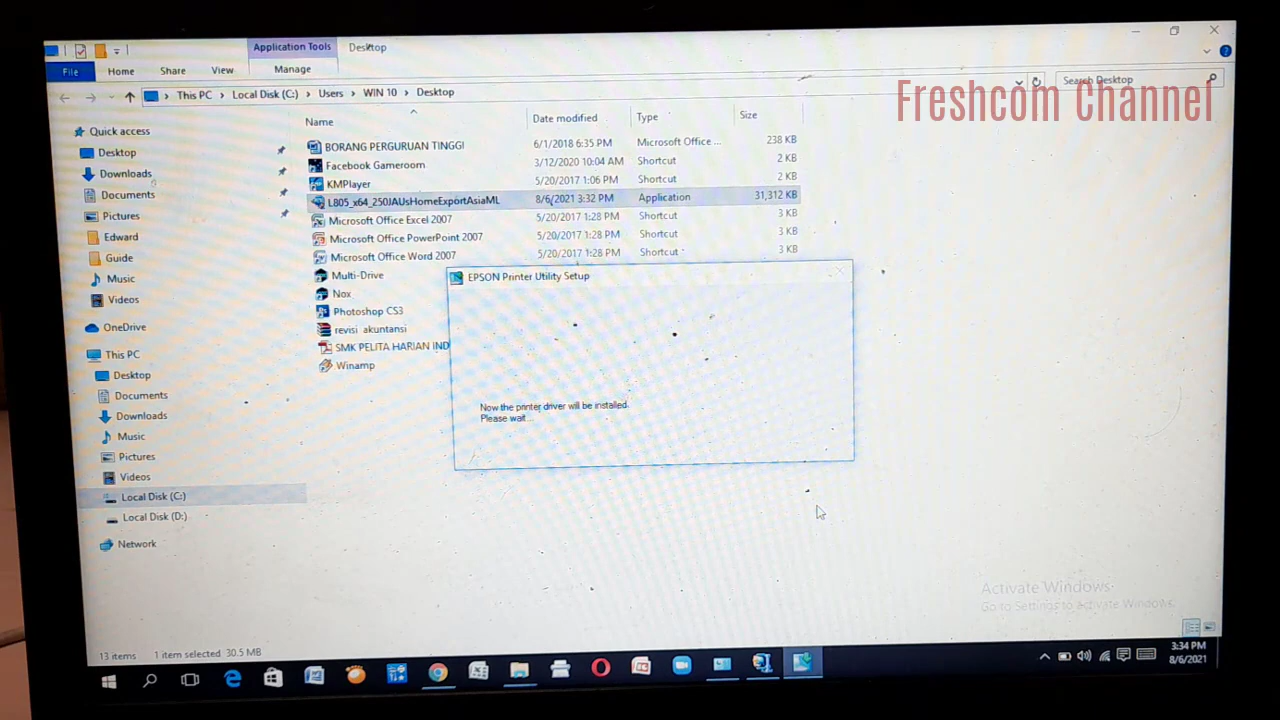 Application Tools
Desktop
File
Home
Share
View
Manage
This PC
Local Disk (C:)
Users
WIN 10
Desktop
Search Desktop
Freshcom Channel
Name
Date modified
Type
Size
BORANG PERGURUAN TINGGI
6/1/2018 6:35 PM
Microsoft Office ...
238 KB
Facebook Gameroom
3/12/2020 10:04 AM
Shortcut
2 KB
KMPlayer
5/20/2017 1:06 PM
Shortcut
2 KB
L805_x64_250JAUsHomeExportAsiaML
8/6/2021 3:32 PM
Application
31,312 KB
Microsoft Office Excel 2007
5/20/2017 1:28 PM
Shortcut
3 KB
Microsoft Office PowerPoint 2007
5/20/2017 1:28 PM
Shortcut
3 KB
Microsoft Office Word 2007
5/20/2017 1:28 PM
Shortcut
3 KB
Multi-Drive
Nox
Photoshop CS3
revisi akuntansi
SMK PELITA HARIAN IND
Winamp
Quick access
Desktop
Downloads
Documents
Pictures
Edward
Guide
Music
Videos
OneDrive
This PC
Desktop
Documents
Downloads
Music
Pictures
Videos
Local Disk (C:)
Local Disk (D:)
Network
EPSON Printer Utility Setup
Now the printer driver will be installed.
Please wait...
Activate Windows
Go to Settings to activate Windows.
13 items
1 item selected 30.5 MB
3:34 PM
8/6/2021